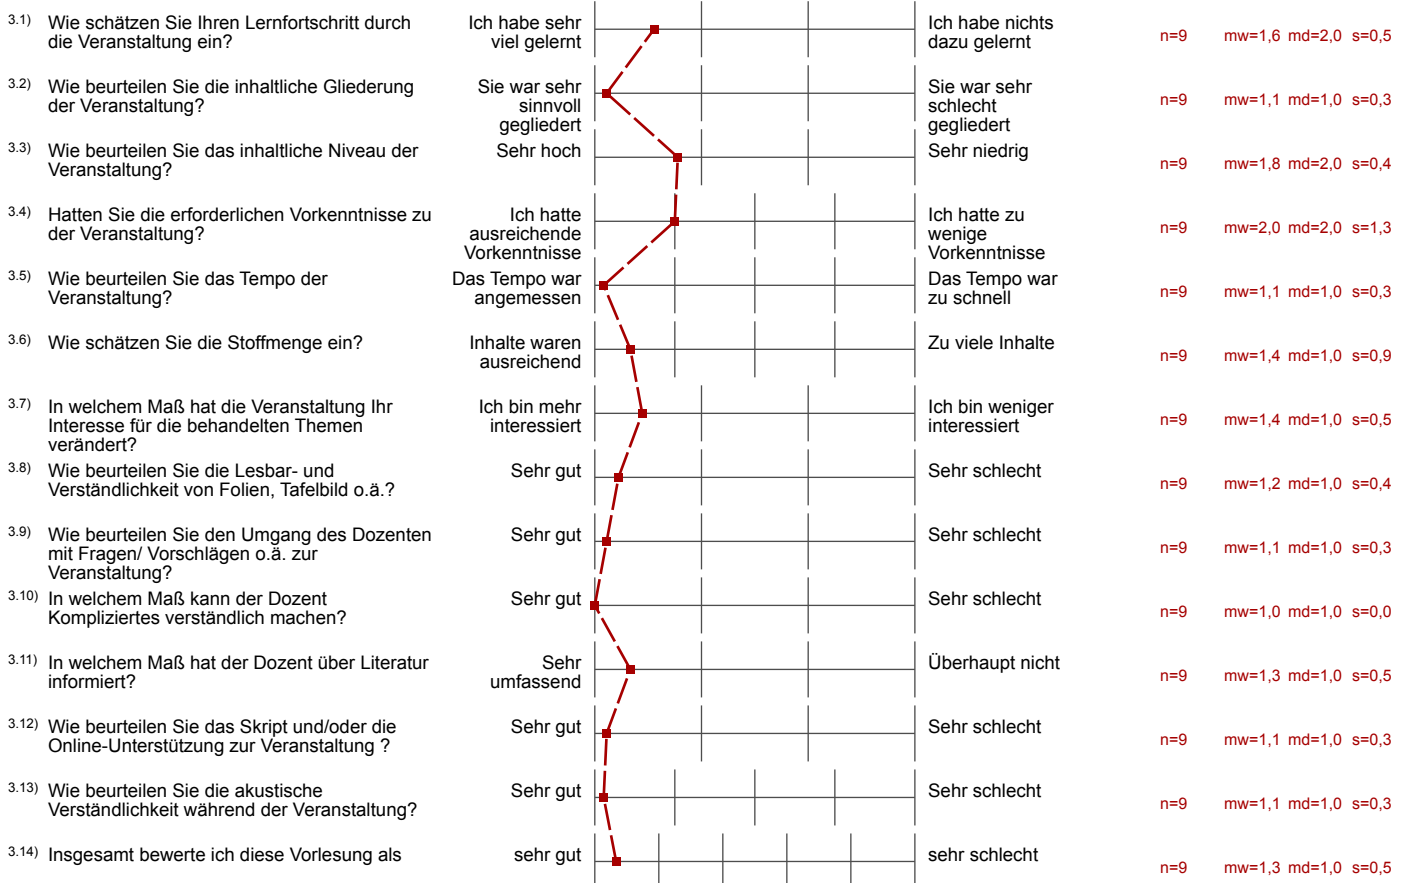 3.1) Wie schätzen Sie Ihren Lernfortschritt durch
die Veranstaltung ein?
Ich habe sehr
viel gelernt
Ich habe nichts
dazu gelernt
n=9 mw=1,6 md=2,0 s=0,5
3.2) Wie beurteilen Sie die inhaltliche Gliederung
der Veranstaltung?
Sie war sehr
sinnvoll
gegliedert
Sie war sehr
schlecht
gegliedert
n=9 mw=1,1 md=1,0 s=0,3
3.3) Wie beurteilen Sie das inhaltliche Niveau der
Veranstaltung?
Sehr hoch
Sehr niedrig
n=9 mw=1,8 md=2,0 s=0,4
3.4) Hatten Sie die erforderlichen Vorkenntnisse zu
der Veranstaltung?
Ich hatte
ausreichende
Vorkenntnisse
Ich hatte zu
wenige
Vorkenntnisse
n=9 mw=2,0 md=2,0 s=1,3
3.5) Wie beurteilen Sie das Tempo der
Veranstaltung?
Das Tempo war
angemessen
Das Tempo war
zu schnell
n=9 mw=1,1 md=1,0 s=0,3
3.6) Wie schätzen Sie die Stoffmenge ein?
Inhalte waren
ausreichend
Zu viele Inhalte
n=9 mw=1,4 md=1,0 s=0,9
3.7) In welchem Maß hat die Veranstaltung Ihr
Interesse für die behandelten Themen
verändert?
Ich bin mehr
interessiert
Ich bin weniger
interessiert
n=9 mw=1,4 md=1,0 s=0,5
3.8) Wie beurteilen Sie die Lesbar- und
Verständlichkeit von Folien, Tafelbild o.ä.?
Sehr gut
Sehr schlecht
n=9 mw=1,2 md=1,0 s=0,4
3.9) Wie beurteilen Sie den Umgang des Dozenten
mit Fragen/ Vorschlägen o.ä. zur
Veranstaltung?
Sehr gut
Sehr schlecht
n=9 mw=1,1 md=1,0 s=0,3
3.10) In welchem Maß kann der Dozent
Kompliziertes verständlich machen?
Sehr gut
Sehr schlecht
n=9 mw=1,0 md=1,0 s=0,0
3.11) In welchem Maß hat der Dozent über Literatur
informiert?
Sehr
umfassend
Überhaupt nicht
n=9 mw=1,3 md=1,0 s=0,5
3.12) Wie beurteilen Sie das Skript und/oder die
Online-Unterstützung zur Veranstaltung ?
Sehr gut
Sehr schlecht
n=9 mw=1,1 md=1,0 s=0,3
3.13) Wie beurteilen Sie die akustische
Verständlichkeit während der Veranstaltung?
Sehr gut
Sehr schlecht
n=9 mw=1,1 md=1,0 s=0,3
3.14) Insgesamt bewerte ich diese Vorlesung als
sehr gut
sehr schlecht
n=9 mw=1,3 md=1,0 s=0,5